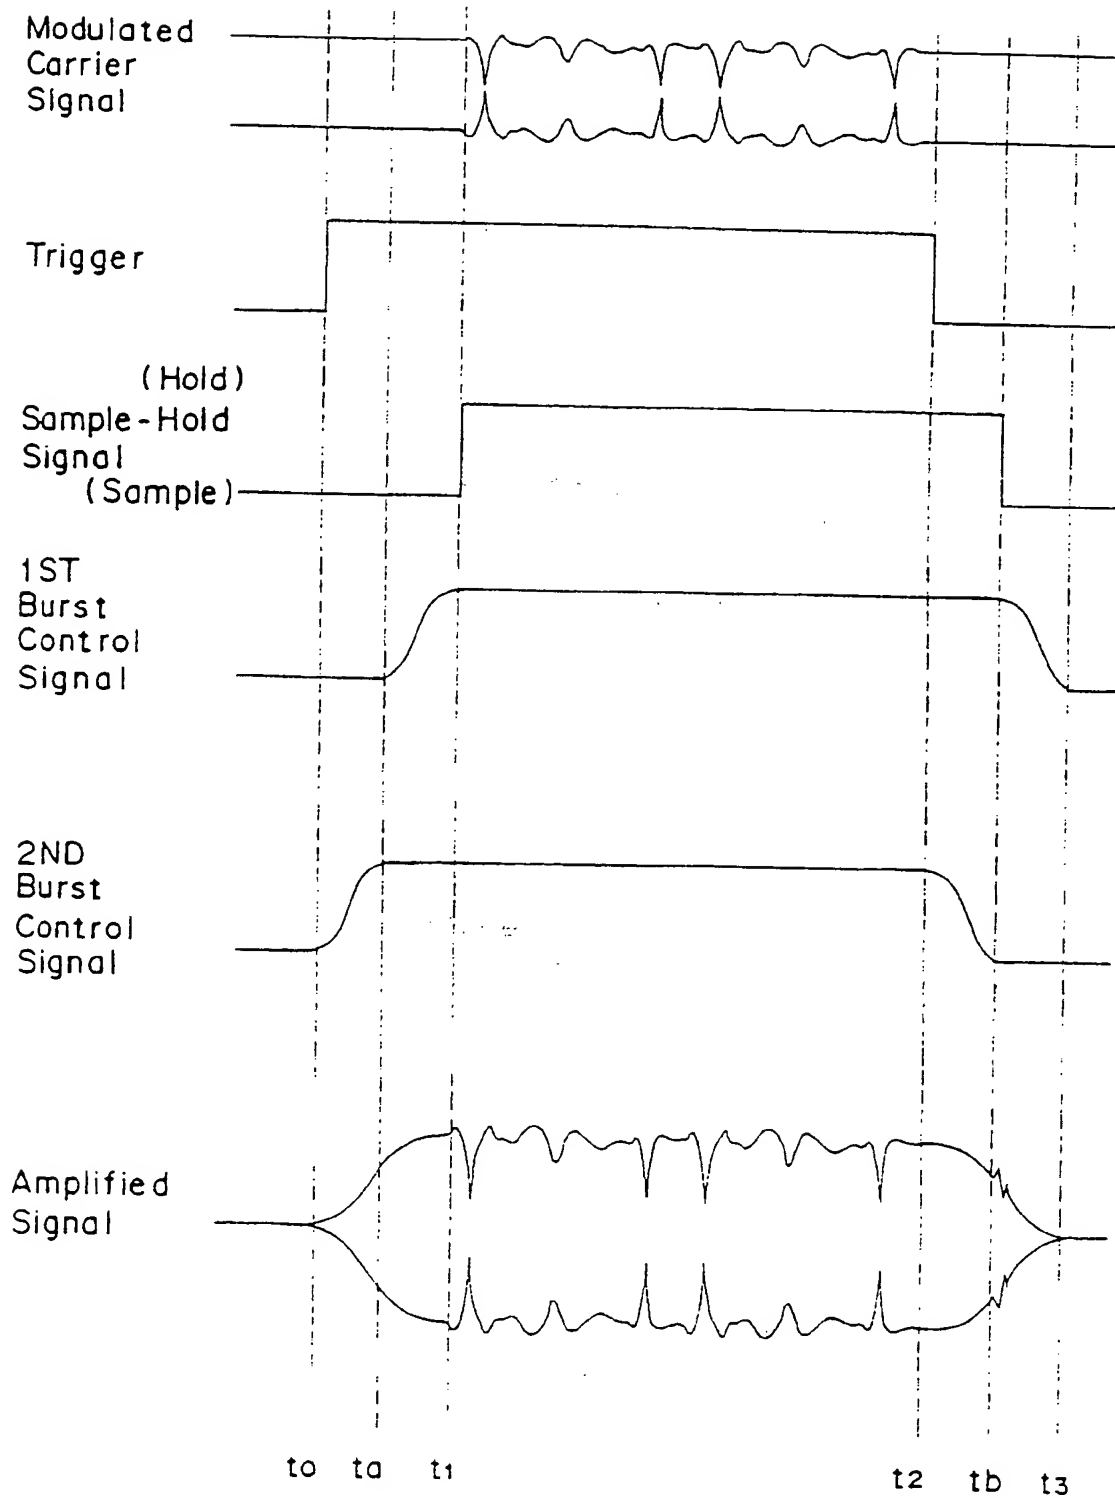 Modulated
Carrier
Signal
Trigger
(Hold)
Sample-Hold
Signal
(Sample)
1ST
Burst
Control
Signal
2ND
Burst
Control
Signal
Amplified
Signal
to ta t1 t2 tb t3